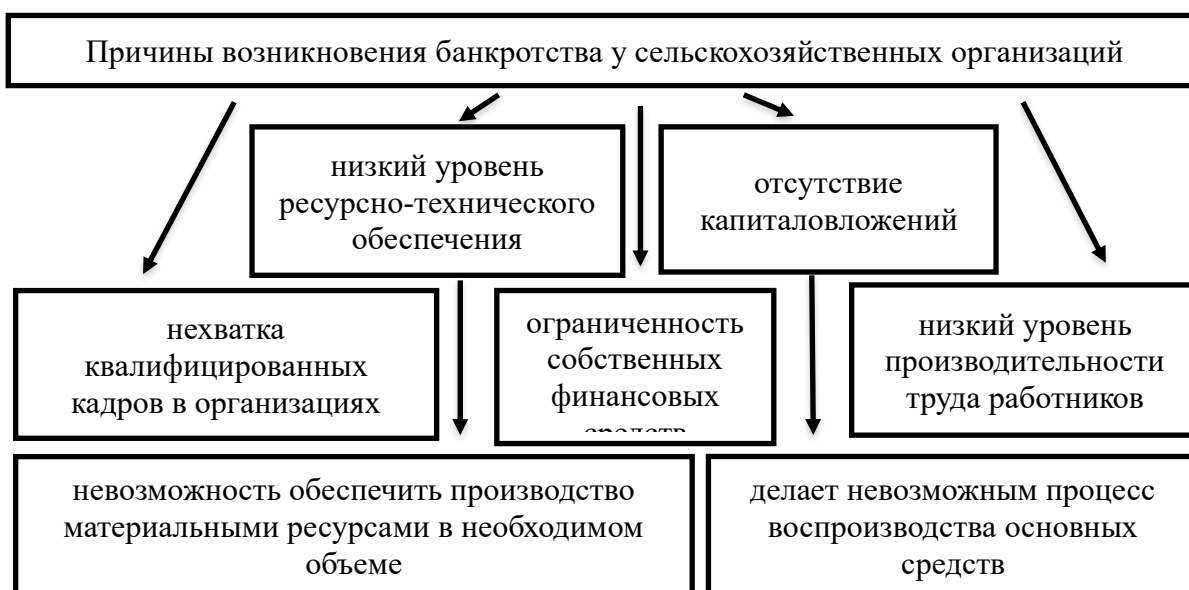 Причины возникновения банкротства у сельскохозяйственных организаций
низкий уровень
ресурсно-технического
обеспечения
отсутствие
капиталовложений
нехватка
квалифицированных
кадров в организациях
ограниченность
собственных
финансовых
средств
низкий уровень
производительности
труда работников
невозможность обеспечить производство
материальными ресурсами в необходимом
объеме
делает невозможным процесс
воспроизводства основных
средств